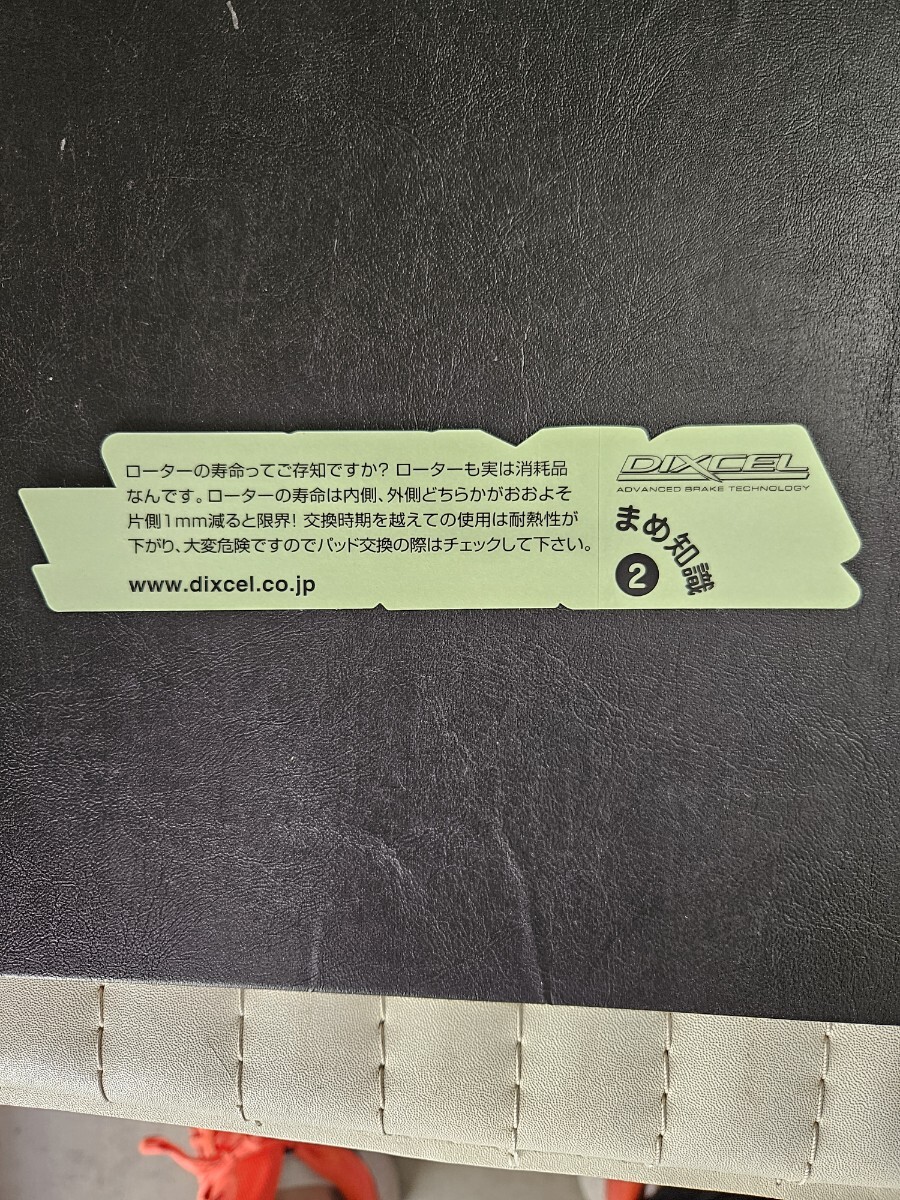 ローターの寿命ってご存知ですか? ローターも実は消耗品
なんです。ローターの寿命は内側、外側どちらかがおおよそ
片側1mm減ると限界! 交換時期を越えての使用は耐熱性が
下がり、大変危険ですのでパッド交換の際はチェックして下さい。
www.dixcel.co.jp
DIXCEL
ADVANCED BRAKE TECHNOLOGY
まめ知識
2